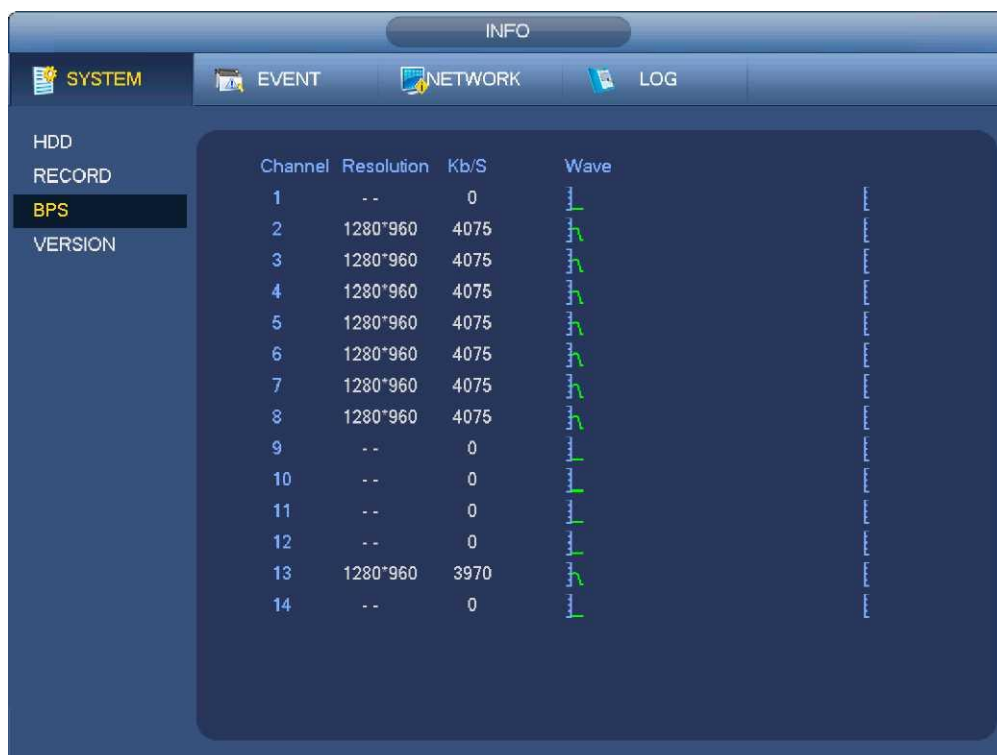 INFO
SYSTEM EVENT NETWORK LOG
HDD
RECORD
BPS
VERSION
Channel Resolution Kb/S Wave
1 - - 0
2 1280*960 4075
3 1280*960 4075
4 1280*960 4075
5 1280*960 4075
6 1280*960 4075
7 1280*960 4075
8 1280*960 4075
9 - - 0
10 - - 0
11 - - 0
12 - - 0
13 1280*960 3970
14 - - 0